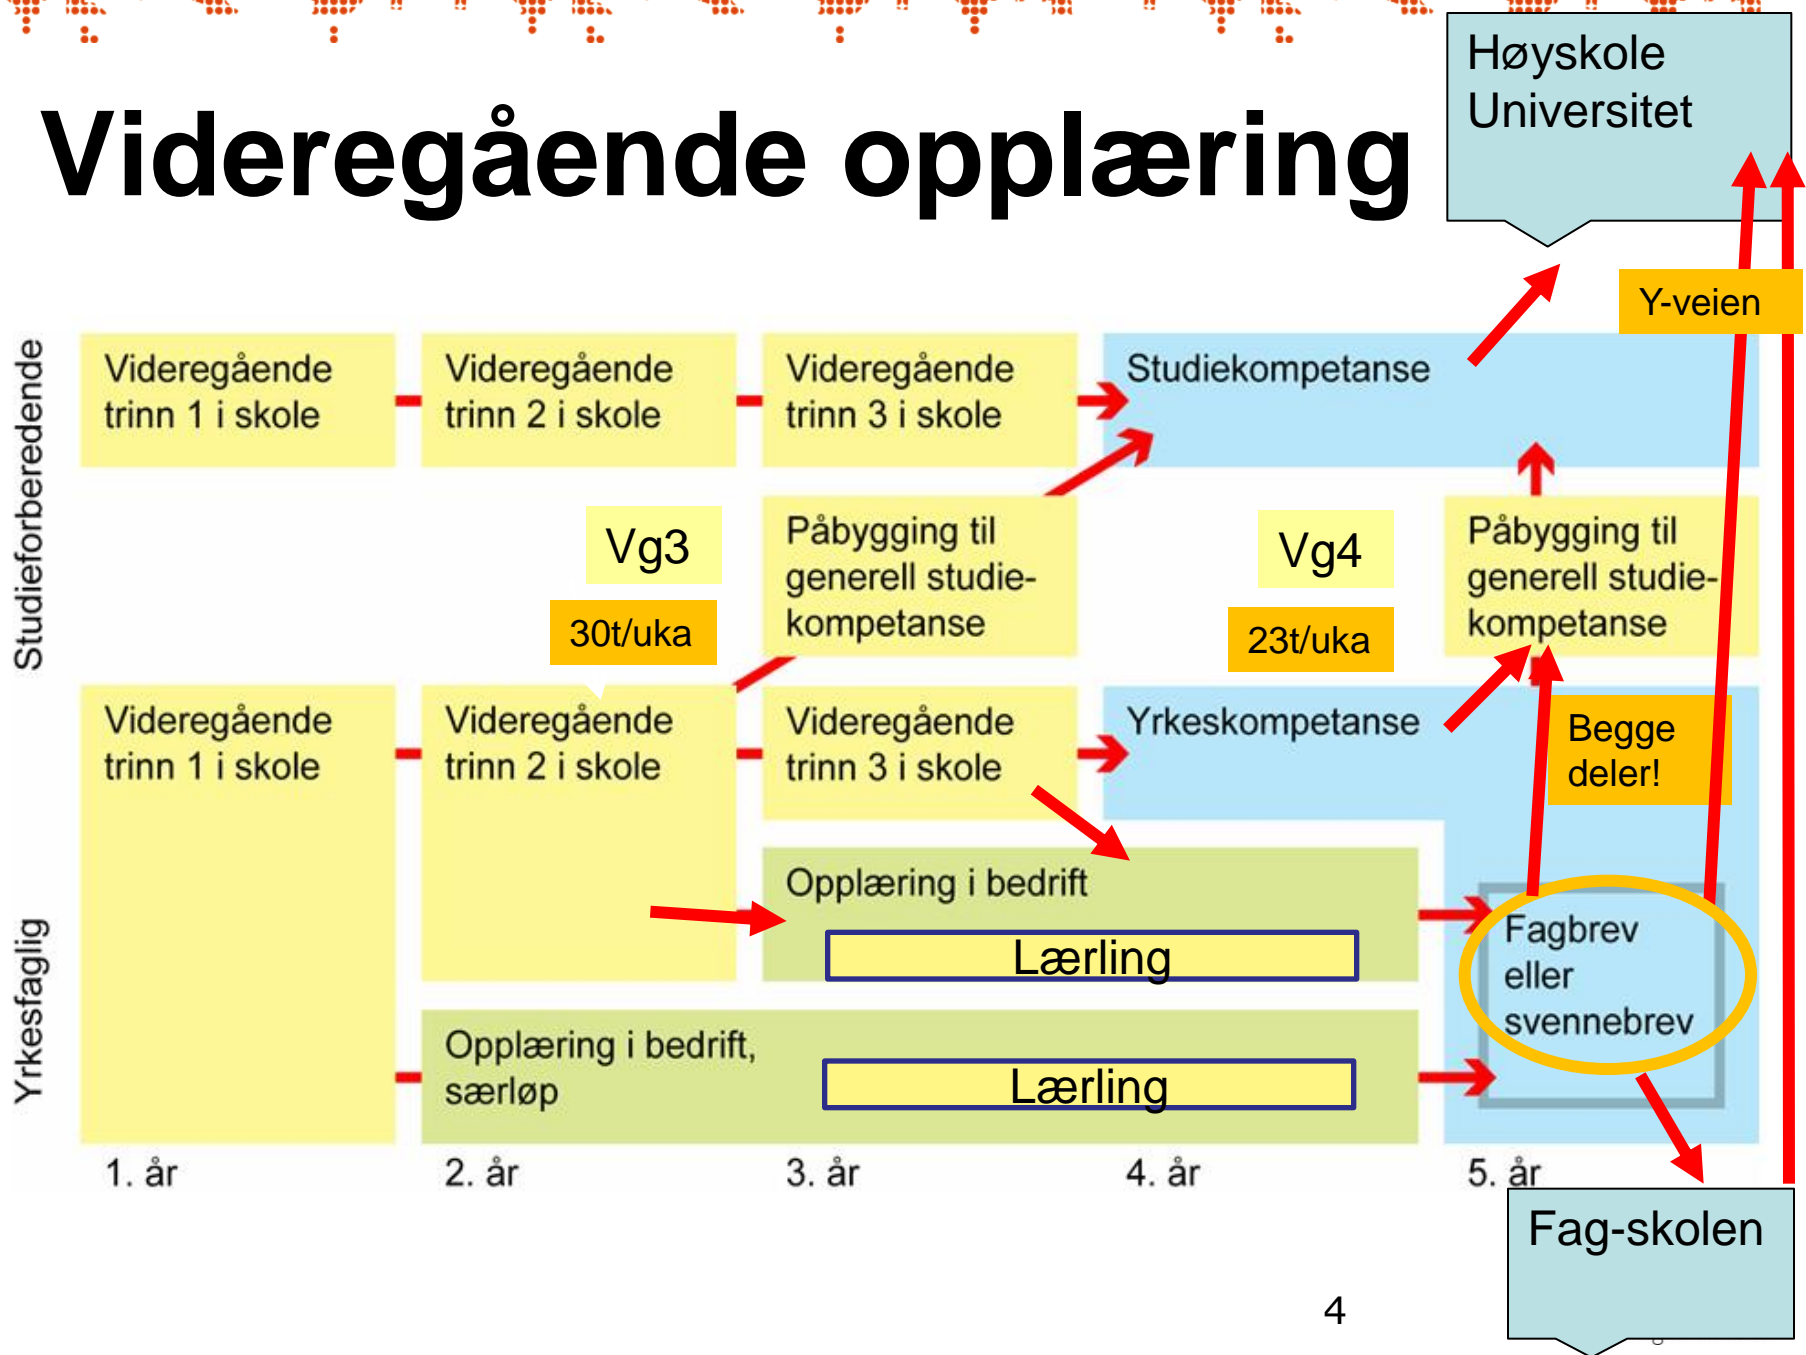 Høyskole
Universitet
Videregående opplæring
Y-veien
Studieforberedende
Videregående
trinn 1 i skole
Videregående
trinn 2 i skole
Videregående
trinn 3 i skole
Studiekompetanse
Vg3
30t/uka
Påbygging til
generell studie-
kompetanse
Vg4
23t/uka
Påbygging til
generell studie-
kompetanse
Yrkesfaglig
Videregående
trinn 1 i skole
Videregående
trinn 2 i skole
Videregående
trinn 3 i skole
Yrkeskompetanse
Begge
deler!
Opplæring i bedrift
Lærling
Fagbrev
eller
svennebrev
Opplæring i bedrift,
særløp
Lærling
1. år
2. år
3. år
4. år
5. år
Fag-skolen
4